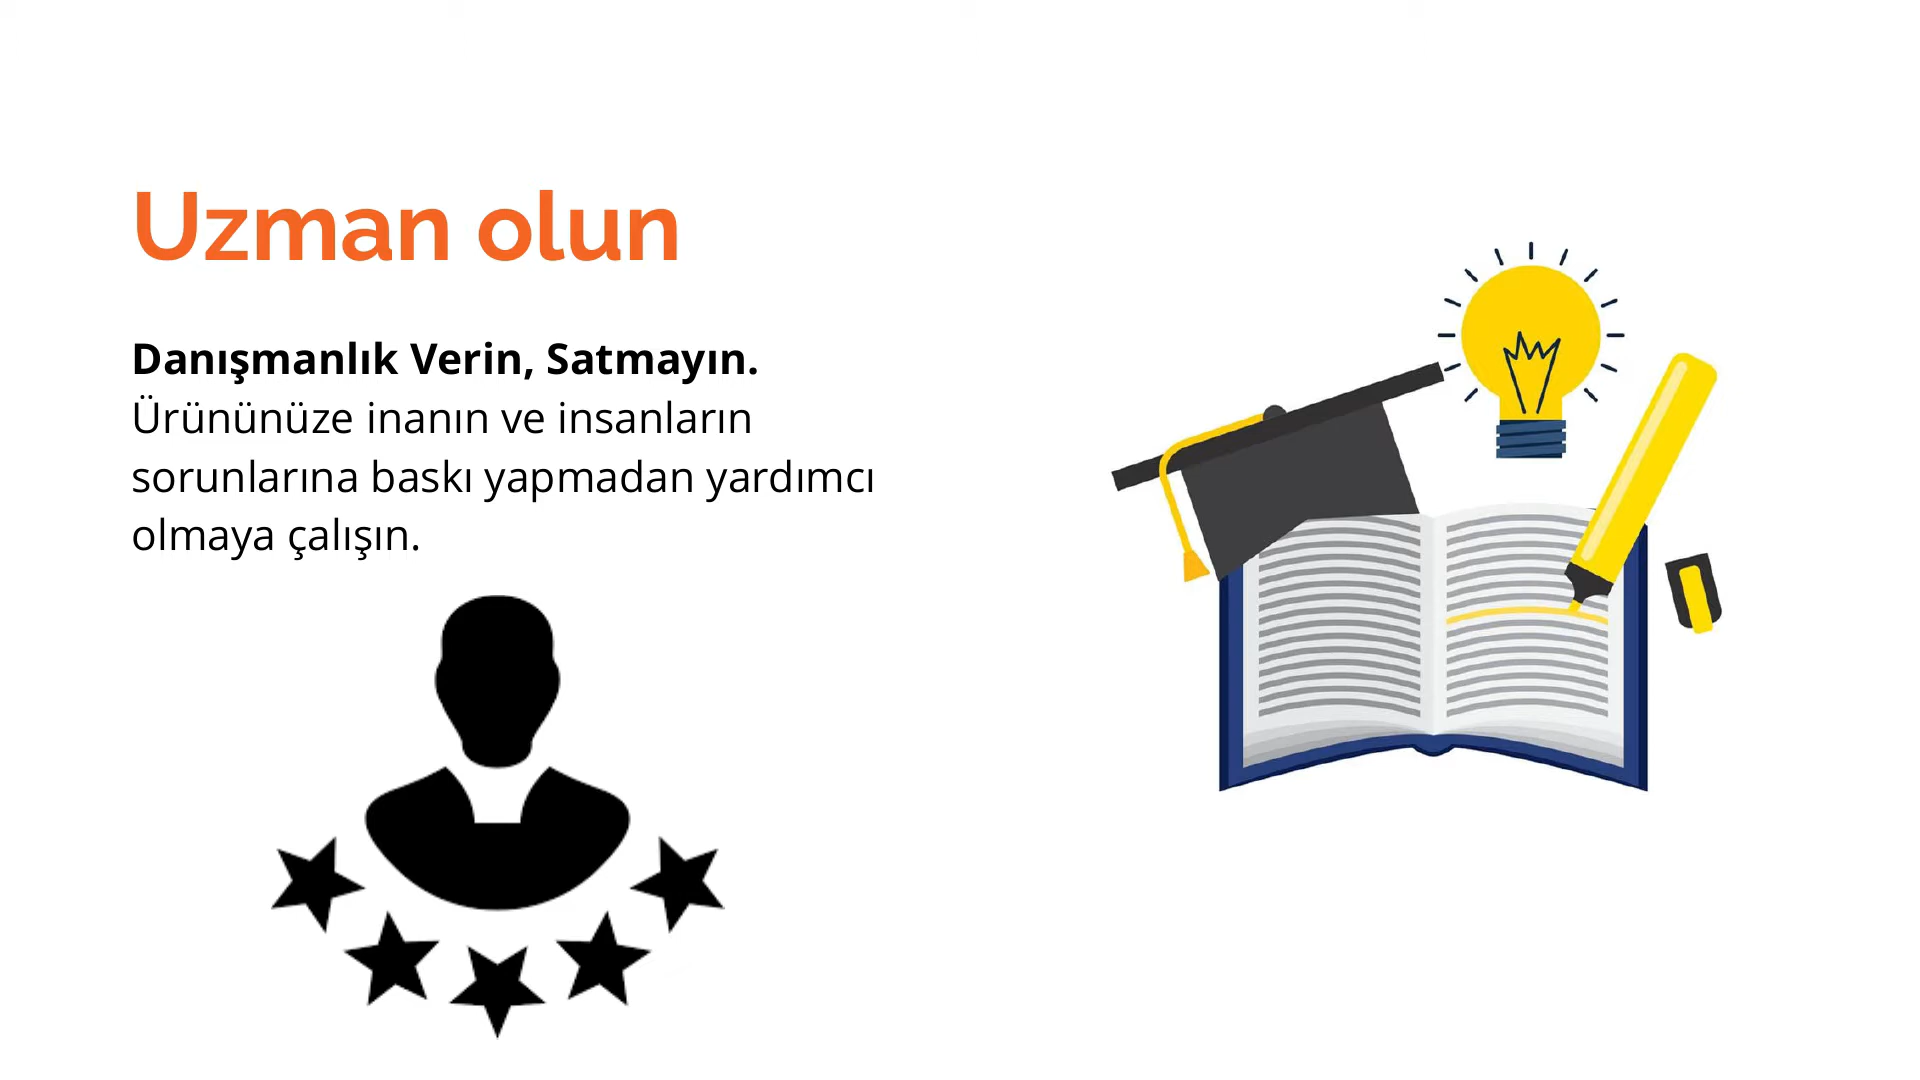 Uzman olun
Danışmanlık Verin, Satmayın.
Ürününüze inanın ve insanların
sorunlarına baskı yapmadan yardımcı
olmaya çalışın.